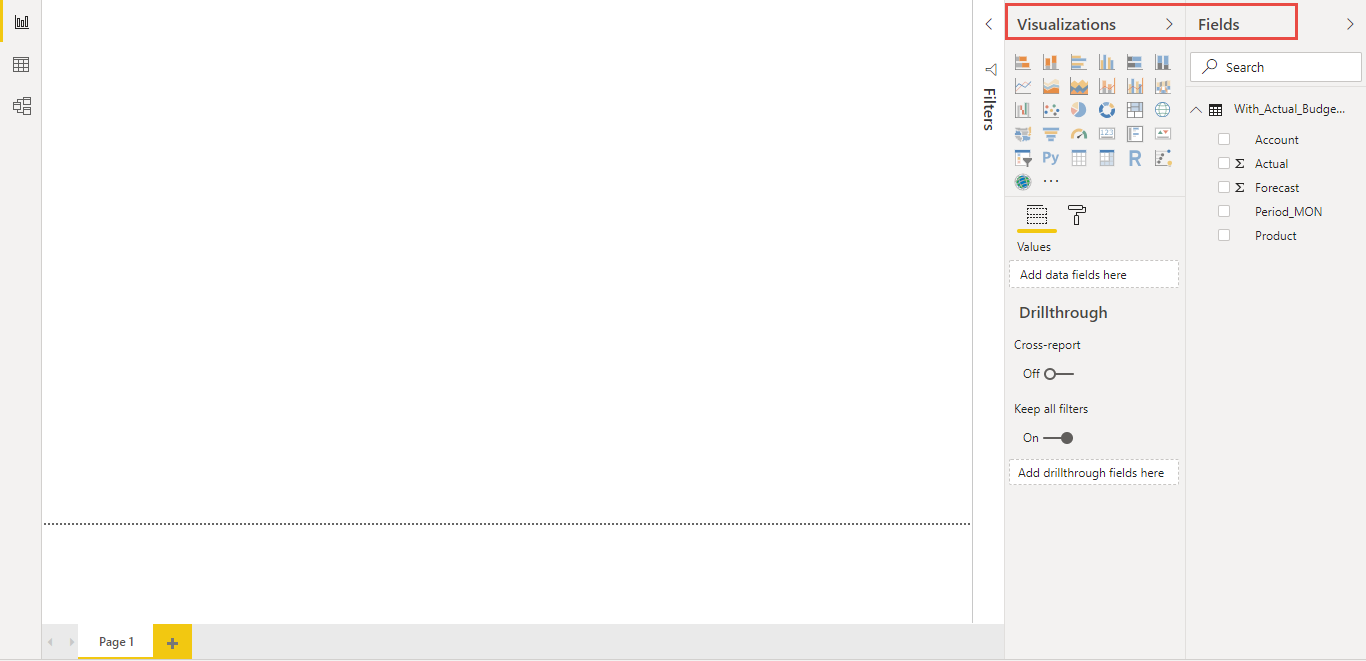 Visualizations
Fields
Filters
Search
With_Actual_Budge...
Account
Σ Actual
Σ Forecast
Period_MON
Product
123
Py
R
...
Values
Add data fields here
Drillthrough
Cross-report
Off
Keep all filters
On
Add drillthrough fields here
Page 1
+